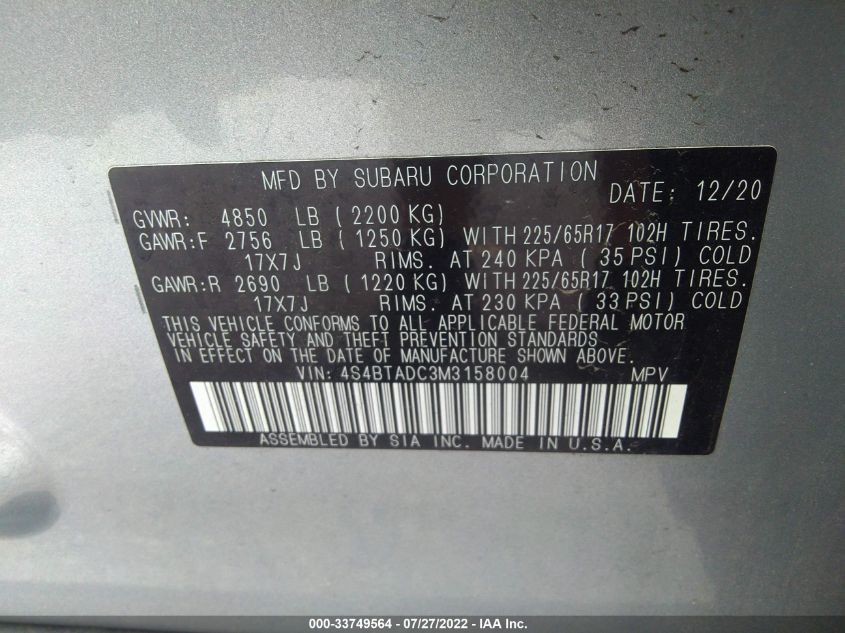 MFD BY SUBARU CORPORATION DATE: 12/20
GVWR: 4850 LB ( 2200 KG)
GAWR:F 2756 LB ( 1250 KG) WITH 225/65R17 102H TIRES.
17X7J RIMS. AT 240 KPA ( 35 PSI) COLD
GAWR:R 2690 LB ( 1220 KG) WITH 225/65R17 102H TIRES.
17X7J RIMS. AT 230 KPA ( 33 PSI) COLD
THIS VEHICLE CONFORMS TO ALL APPLICABLE FEDERAL MOTOR
VEHICLE SAFETY AND THEFT PREVENTION STANDARDS
IN EFFECT ON THE DATE OF MANUFACTURE SHOWN ABOVE.
VIN: 4S4BTADC3M3158004 MPV
ASSEMBLED BY SIA INC. MADE IN U.S.A.
000-33749564 / 07/27/2022 - IAA Inc.